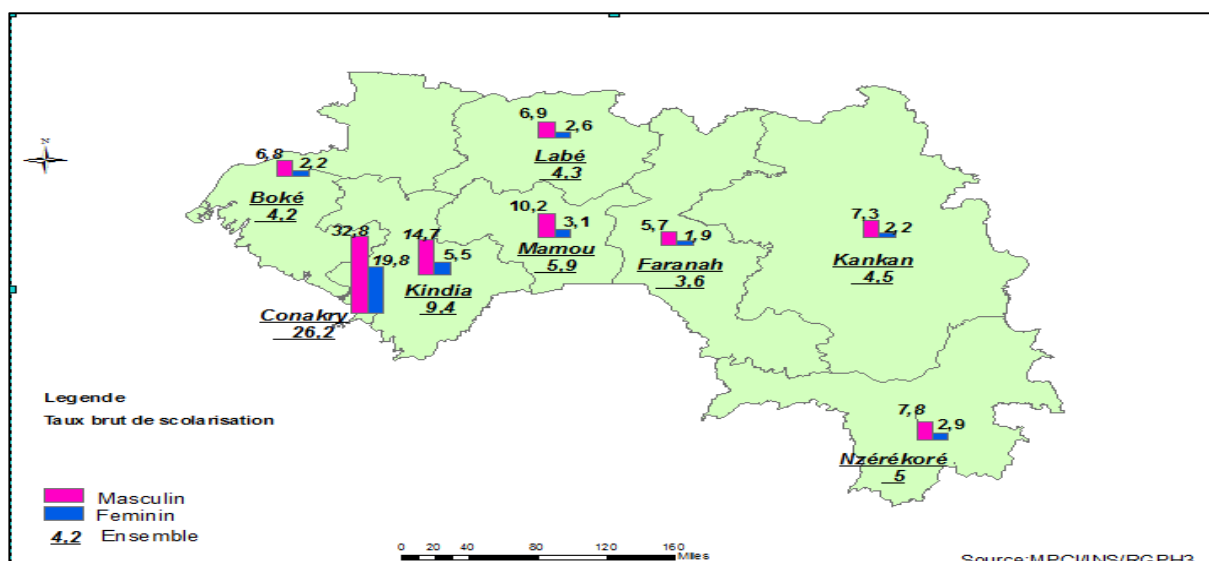 N
6,9
2,6
Labé
4.3
6,8
2,2
Boké
4.2
10,2
3,1
Mamou
5,9
5,7
1,9
Faranah
3,6
7,3
2,2
Kankan
4.5
32,8
19,8
Conakry
26,2
14,7
5,5
Kindia
9,4
7,8
2,9
Nzérékoré
5
Legende
Taux brut de scolarisation
Masculin
Feminin
4.2 Ensemble
0 20 40 80 120 160
Miles
Source:MPCI/INS/RGPH3